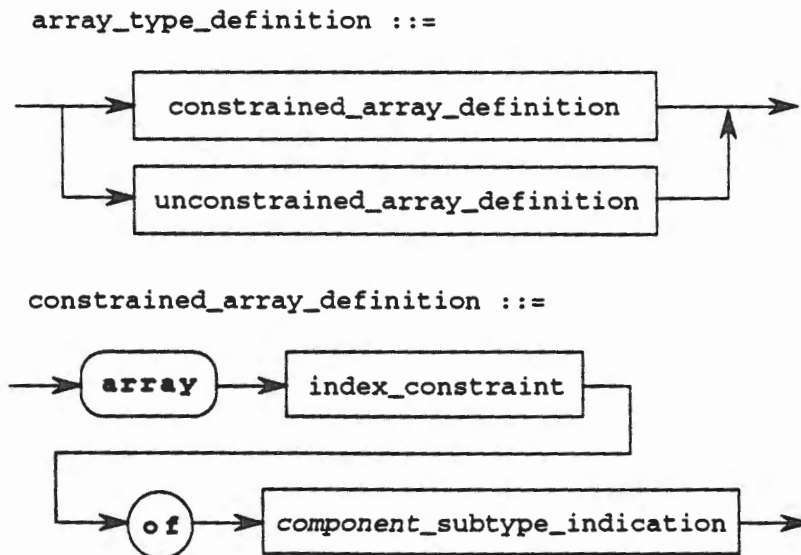 array_type_definition ::=
constrained_array_definition
unconstrained_array_definition
constrained_array_definition ::=
array index_constraint
of component_subtype_indication